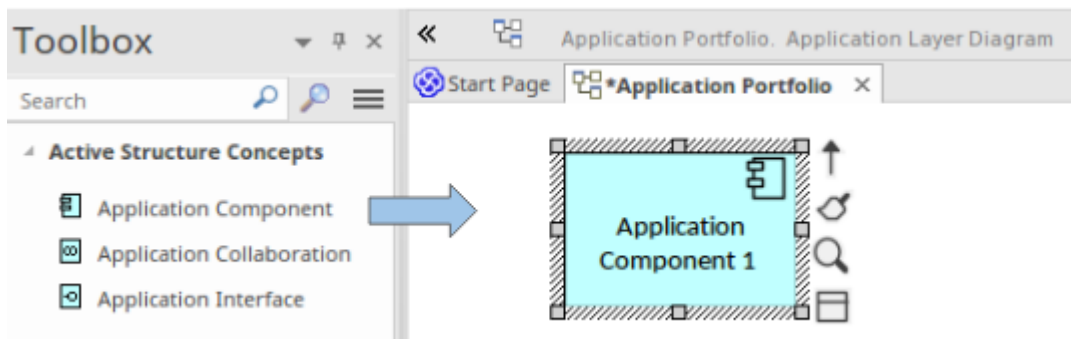 Toolbox
Application Portfolio. Application Layer Diagram
Search
Start Page
*Application Portfolio
Active Structure Concepts
Application Component
Application Collaboration
Application Interface
Application
Component 1